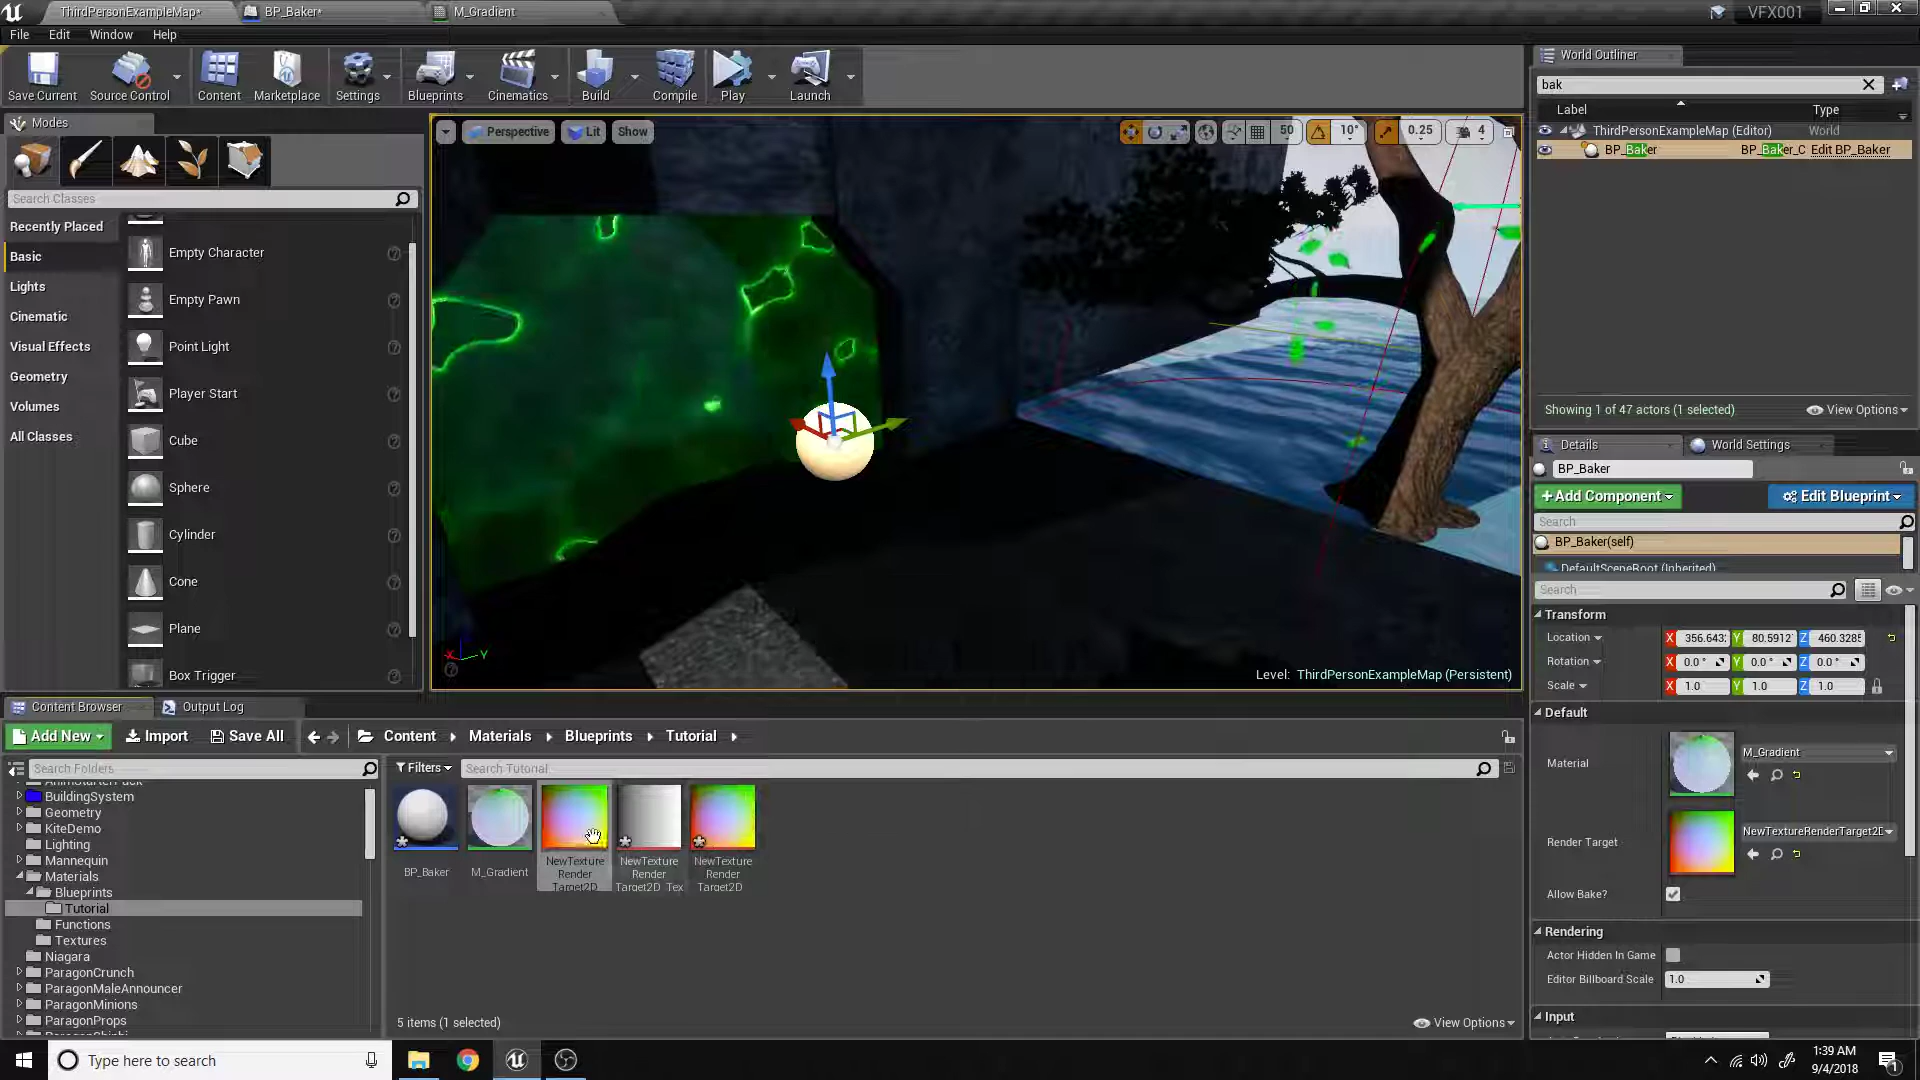 ThirdPersonExampleMap*
BP_Baker*
M_Gradient
VFX001
File Edit Window Help
Save Current
Source Control
Content
Marketplace
Settings
Blueprints
Cinematics
Build
Compile
Play
Launch
Modes
Search Classes
Recently Placed
Basic
Lights
Cinematic
Visual Effects
Geometry
Volumes
All Classes
Empty Character
Empty Pawn
Point Light
Player Start
Cube
Sphere
Cylinder
Cone
Plane
Box Trigger
Perspective
Lit
Show
50
10°
0.25
4
X
Y
Level: ThirdPersonExampleMap (Persistent)
World Outliner
bak
Label
Type
ThirdPersonExampleMap (Editor)
World
BP_Baker
BP_Baker_C
Edit BP_Baker
Showing 1 of 47 actors (1 selected)
View Options
Details
World Settings
BP_Baker
+Add Component
Edit Blueprint
Search
BP_Baker(self)
DefaultSceneRoot (Inherited)
Search
Transform
Location
X 356.643
Y 80.5912
Z 460.328
Rotation
X 0.0 °
Y 0.0 °
Z 0.0 °
Scale
X 1.0
Y 1.0
Z 1.0
Default
Material
M_Gradient
Render Target
NewTextureRenderTarget2D
Allow Bake?
Rendering
Actor Hidden In Game
Editor Billboard Scale
1.0
Input
Content Browser
Output Log
Add New
Import
Save All
Content
Materials
Blueprints
Tutorial
Search Folders
Filters
Search Tutorial
BuildingSystem
Geometry
KiteDemo
Lighting
Mannequin
Materials
Blueprints
Tutorial
Functions
Textures
Niagara
ParagonCrunch
ParagonMaleAnnouncer
ParagonMinions
ParagonProps
BP_Baker
M_Gradient
NewTexture
Render
Target2D
NewTexture
Render
Target2D_Tex
NewTexture
Render
Target2D
5 items (1 selected)
View Options
Type here to search
1:39 AM
9/4/2018
1